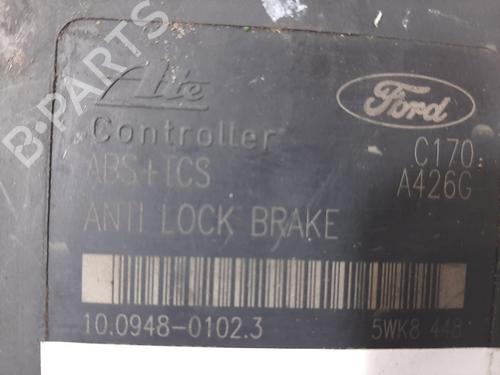 B-PARTS
Ate
Ford
Controller
C170
ABS+TCS
A426G
ANTI LOCK BRAKE
10.0948-0102.3
5WK8 448